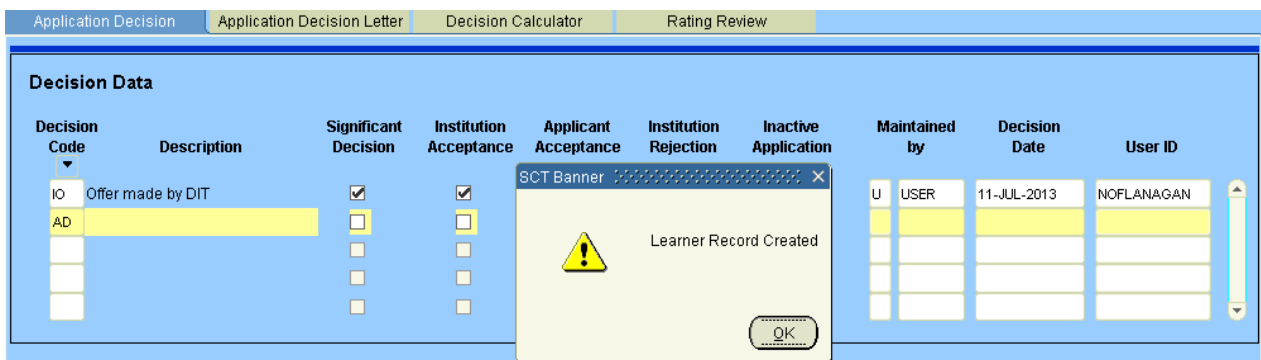 Application Decision Application Decision Letter Decision Calculator Rating Review
Decision Data
Decision Significant Institution Applicant Institution Inactive Maintained Decision
Code Description Decision Acceptance Acceptance Rejection Application by Date User ID
SCT Banner
IO Offer made by DIT U USER 11-JUL-2013 NOFLANAGAN
AD
Learner Record Created
OK